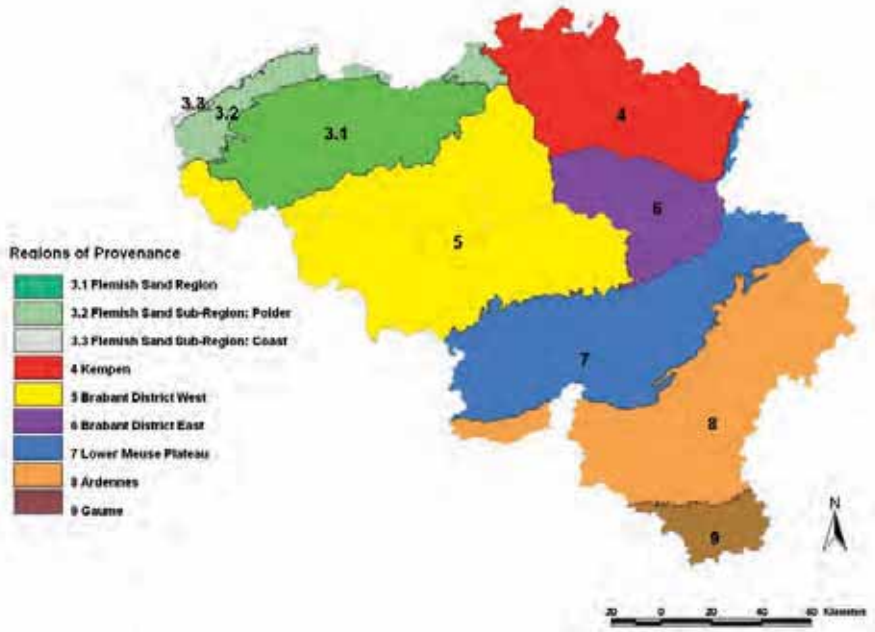 3.3
3.2
3.1
4
6
5
7
8
9
Regions of Provenance
3.1 Flemish Sand Region
3.2 Flemish Sand Sub-Region: Polder
3.3 Flemish Sand Sub-Region: Coast
4 Kempen
5 Brabant District West
6 Brabant District East
7 Lower Meuse Plateau
8 Ardennes
9 Gaume
N
20 0 20 40 60 Kilometers